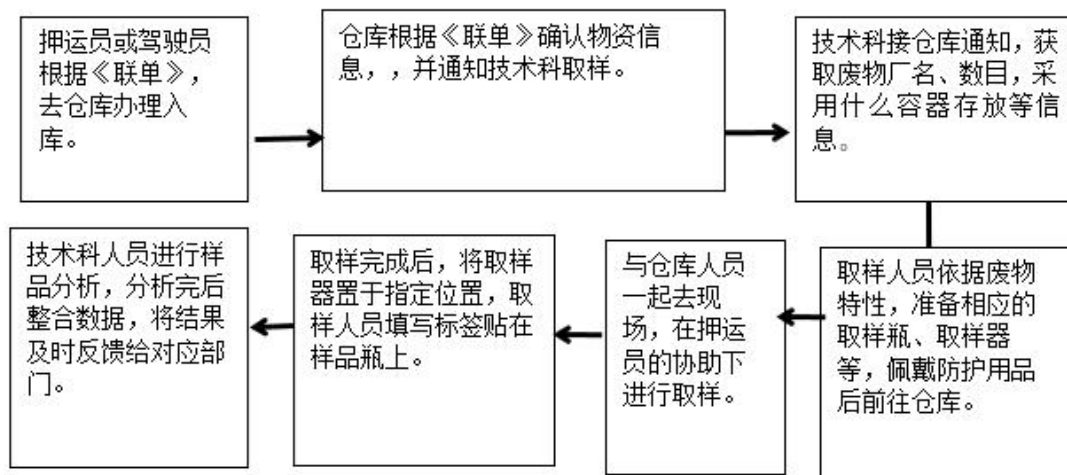 押运员或驾驶员
根据《联单》，
去仓库办理入
库。
仓库根据《联单》确认物资信
息，，并通知技术科取样。
技术科接仓库通知，获
取废物厂名、数目，采
用什么容器存放等信
息。
取样人员依据废物
特性，准备相应的
取样瓶、取样器
等，佩戴防护用品
后前往仓库。
与仓库人员
一起去现
场，在押运
员的协助下
进行取样。
取样完成后，将取样
器置于指定位置，取
样人员填写标签贴在
样品瓶上。
技术科人员进行样
品分析，分析完后
整合数据，将结果
及时反馈给对应部
门。